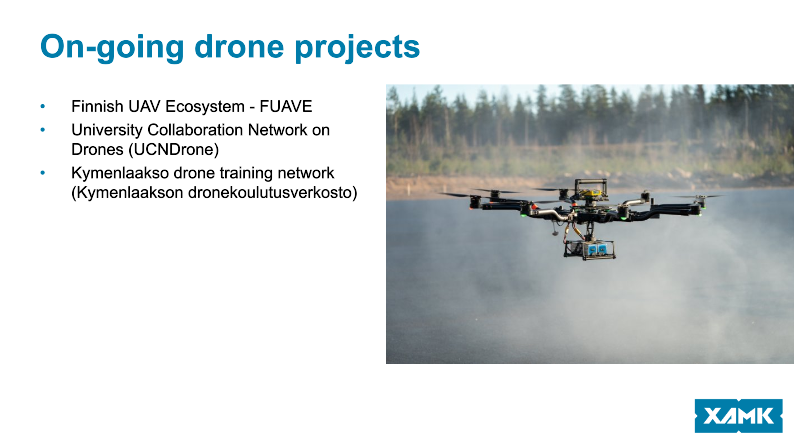 On-going drone projects
• Finnish UAV Ecosystem - FUAVE
• University Collaboration Network on
Drones (UCNDrone)
• Kymenlaakso drone training network
(Kymenlaakson dronekoulutusverkosto)
XAMK